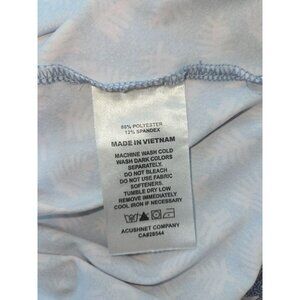 88% POLYESTER
12% SPANDEX
MADE IN VIETNAM
MACHINE WASH COLD
WASH DARK COLORS
SEPARATELY.
DO NOT BLEACH
DO NOT USE FABRIC
SOFTENERS.
TUMBLE DRY LOW
REMOVE IMMEDIATELY
COOL IRON IF NECESSARY
ACUSHNET COMPANY
CA#28544